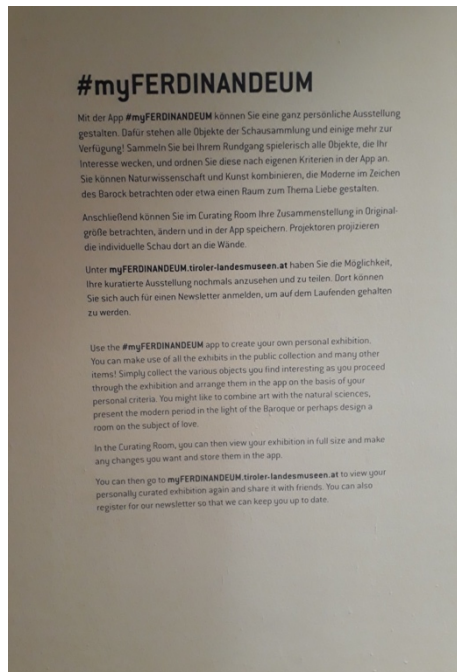 #myFERDINANDEUM
Mit der App #myFERDINANDEUM können Sie eine ganz persönliche Ausstellung
gestalten. Dafür stehen alle Objekte der Schausammlung und einige mehr zur
Verfügung! Sammeln Sie bei Ihrem Rundgang spielerisch alle Objekte, die Ihr
Interesse wecken, und ordnen Sie diese nach eigenen Kriterien in der App an.
Sie können Naturwissenschaft und Kunst kombinieren, die Moderne im Zeichen
des Barock betrachten oder etwa einen Raum zum Thema Liebe gestalten.
Anschließend können Sie im Curating Room Ihre Zusammenstellung in Original-
größe betrachten, ändern und in der App speichern. Projektoren projizieren
die individuelle Schau dort an die Wände.
Unter myFERDINANDEUM.tiroler-landesmuseen.at haben Sie die Möglichkeit,
Ihre kuratierte Ausstellung nochmals anzusehen und zu teilen. Dort können
Sie sich auch für einen Newsletter anmelden, um auf dem Laufenden gehalten
zu werden.
Use the #myFERDINANDEUM app to create your own personal exhibition.
You can make use of all the exhibits in the public collection and many other
items! Simply collect the various objects you find interesting as you proceed
through the exhibition and arrange them in the app on the basis of your
personal criteria. You might like to combine art with the natural sciences,
present the modern period in the light of the Baroque or perhaps design a
room on the subject of love.
In the Curating Room, you can then view your exhibition in full size and make
any changes you want and store them in the app.
You can then go to myFERDINANDEUM.tiroler-landesmuseen.at to view your
personally curated exhibition again and share it with friends. You can also
register for our newsletter so that we can keep you up to date.